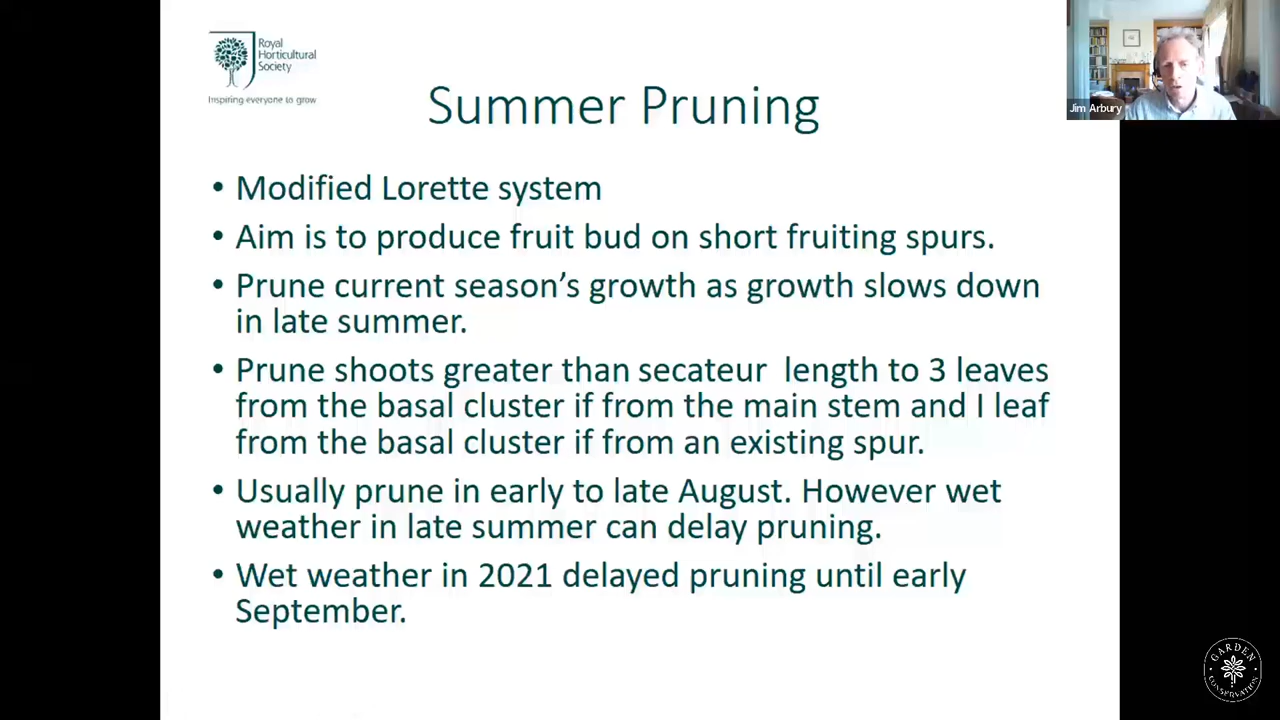 Royal
Horticultural
Society
Inspiring everyone to grow
Jim Arbury
Summer Pruning
• Modified Lorette system
• Aim is to produce fruit bud on short fruiting spurs.
• Prune current season’s growth as growth slows down
in late summer.
• Prune shoots greater than secateur  length to 3 leaves
from the basal cluster if from the main stem and I leaf
from the basal cluster if from an existing spur.
• Usually prune in early to late August. However wet
weather in late summer can delay pruning.
• Wet weather in 2021 delayed pruning until early
September.
GARDEN
CONSERVATION